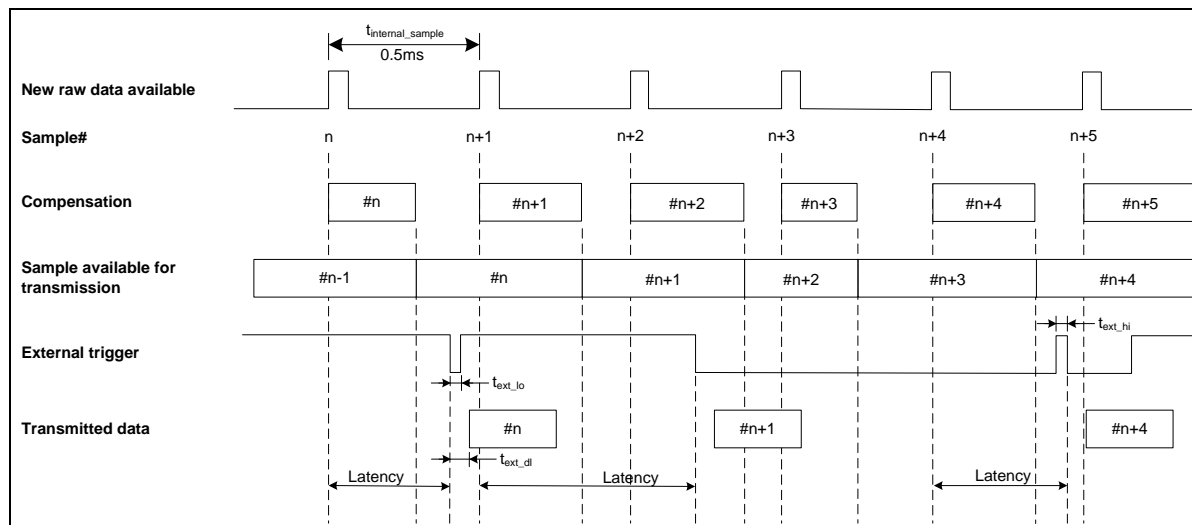 t_internal_sample
0.5ms
New raw data available
Sample# n n+1 n+2 n+3 n+4 n+5
Compensation #n #n+1 #n+2 #n+3 #n+4 #n+5
Sample available for
transmission #n-1 #n #n+1 #n+2 #n+3 #n+4
t_ext_hi
External trigger
t_ext_lo
Transmitted data #n #n+1 #n+4
t_ext_dl
Latency Latency Latency